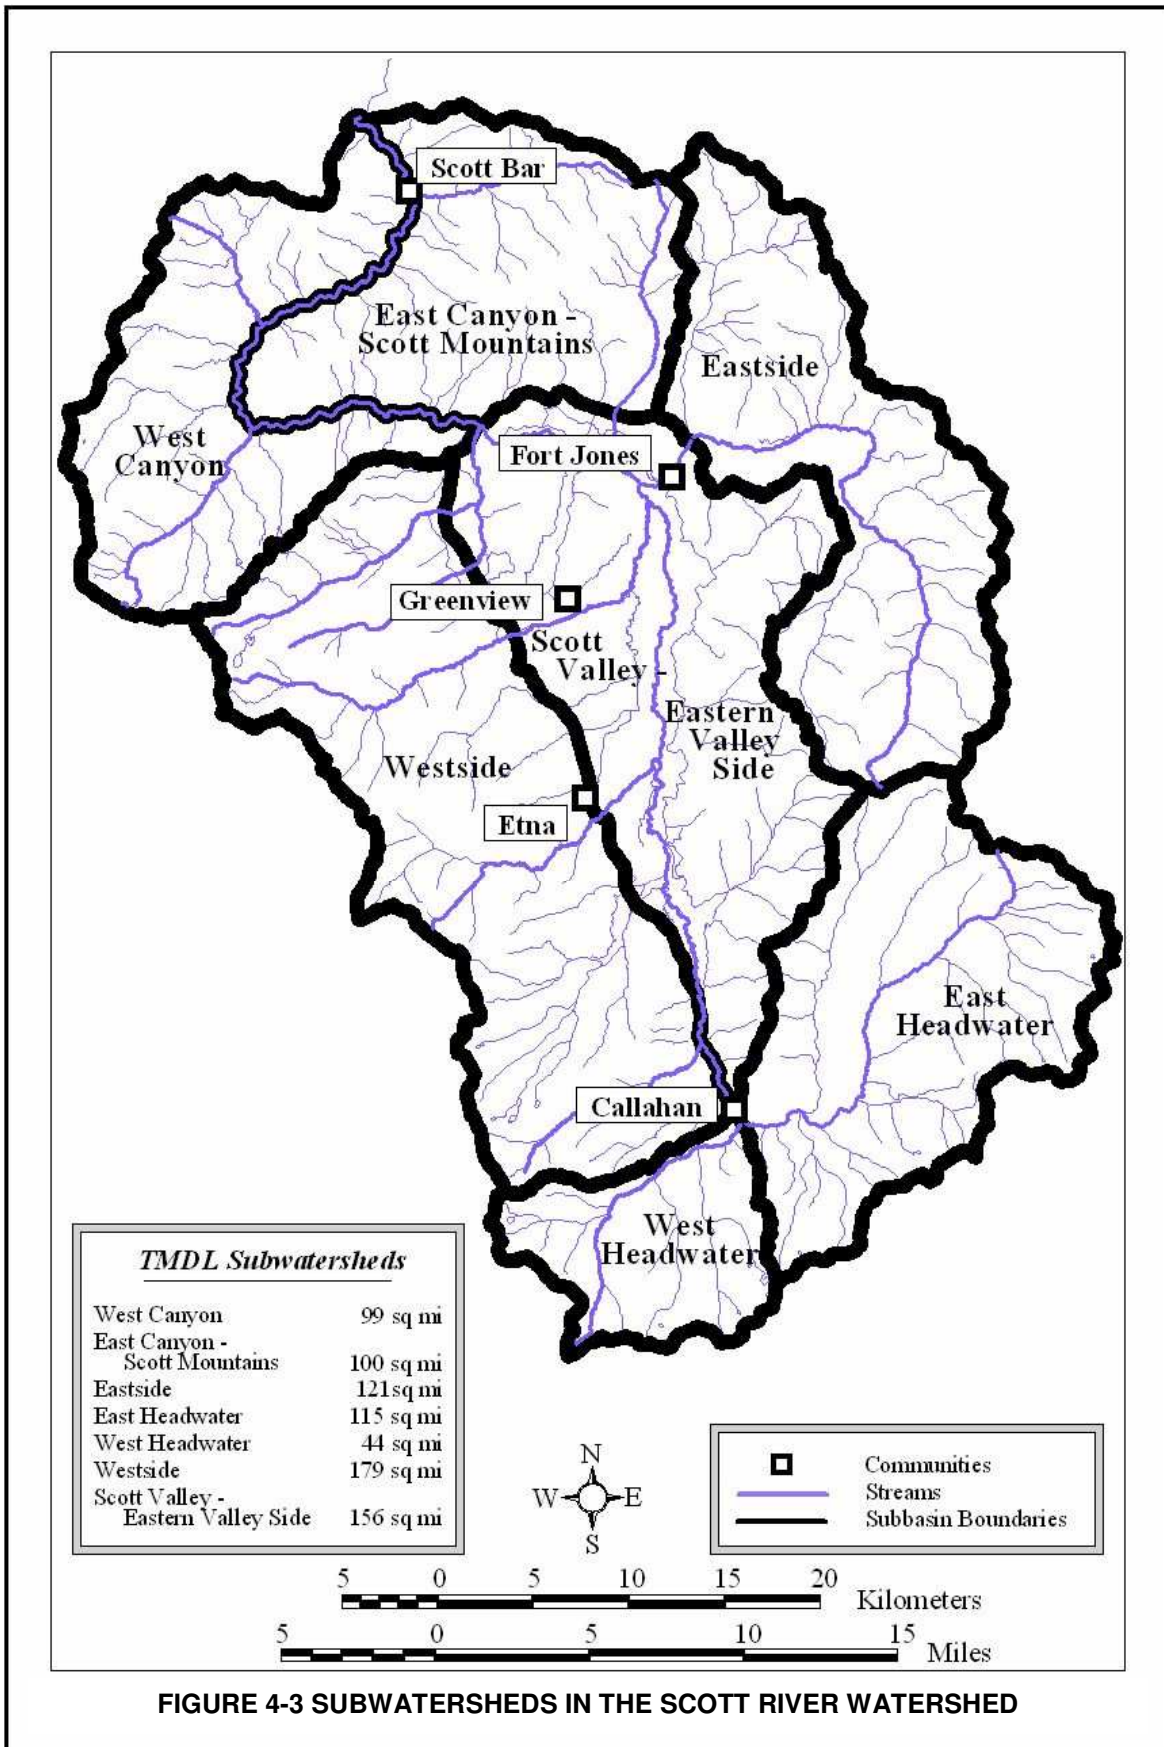 Scott Bar
East Canyon -
Scott Mountains
Eastside
West
Canyon
Fort Jones
Greenview
Scott
Valley -
Eastern
Valley
Side
Westside
Etna
East
Headwater
Callahan
West
Headwater
TMDL Subwatersheds
West Canyon 99 sq mi
East Canyon -
Scott Mountains 100 sq mi
Eastside 121 sq mi
East Headwater 115 sq mi
West Headwater 44 sq mi
Westside 179 sq mi
Scott Valley -
Eastern Valley Side 156 sq mi
N
W E
S
Communities
Streams
Subbasin Boundaries
5 0 5 10 15 20
Kilometers
5 0 5 10 15
Miles
FIGURE 4-3 SUBWATERSHEDS IN THE SCOTT RIVER WATERSHED